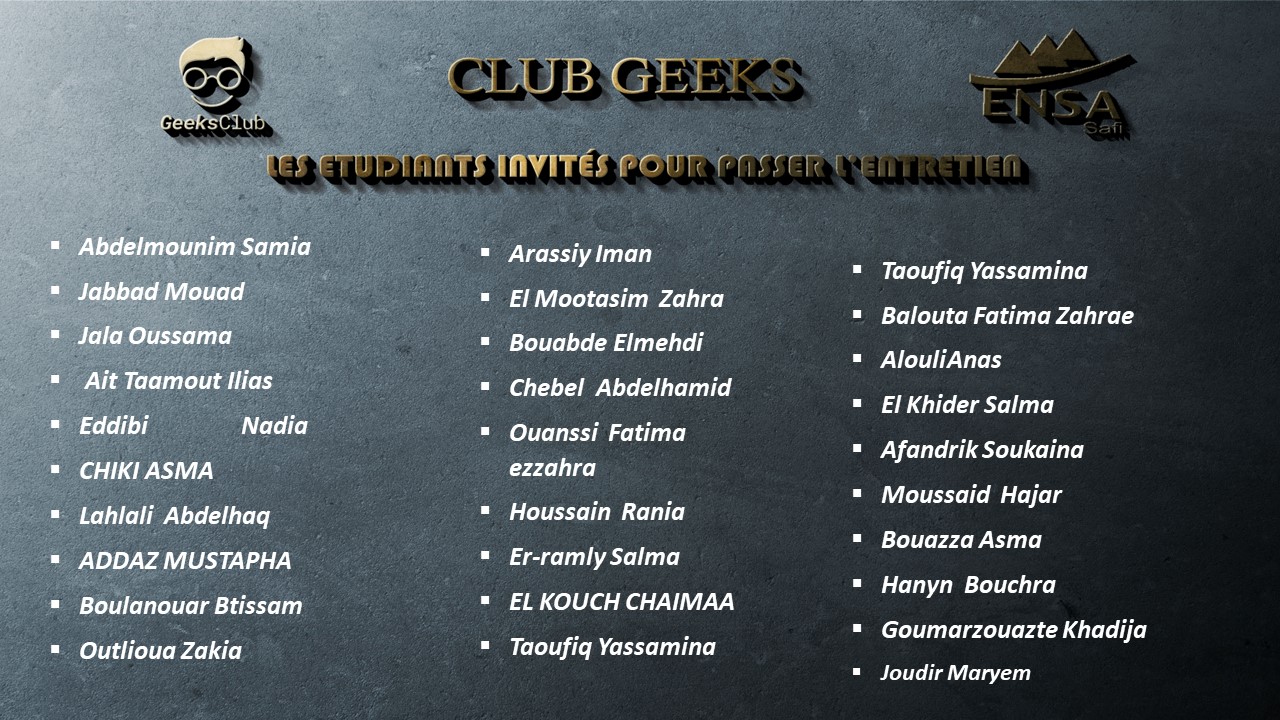 GeeksClub
CLUB GEEKS
ENSA
Safi
LES ETUDIANTS INVITÉS POUR PASSER L'ENTRETIEN
▪ Abdelmounim Samia
▪ Jabbad Mouad
▪ Jala Oussama
▪ Ait Taamout Ilias
▪ Eddibi Nadia
▪ CHIKI ASMA
▪ Lahlali Abdelhaq
▪ ADDAZ MUSTAPHA
▪ Boulanouar Btissam
▪ Outlioua Zakia
▪ Arassiy Iman
▪ El Mootasim Zahra
▪ Bouabde Elmehdi
▪ Chebel Abdelhamid
▪ Ouanssi Fatima
ezzahra
▪ Houssain Rania
▪ Er-ramly Salma
▪ EL KOUCH CHAIMAA
▪ Taoufiq Yassamina
▪ Taoufiq Yassamina
▪ Balouta Fatima Zahrae
▪ AlouliAnas
▪ El Khider Salma
▪ Afandrik Soukaina
▪ Moussaid Hajar
▪ Bouazza Asma
▪ Hanyn Bouchra
▪ Goumarzouazte Khadija
▪ Joudir Maryem